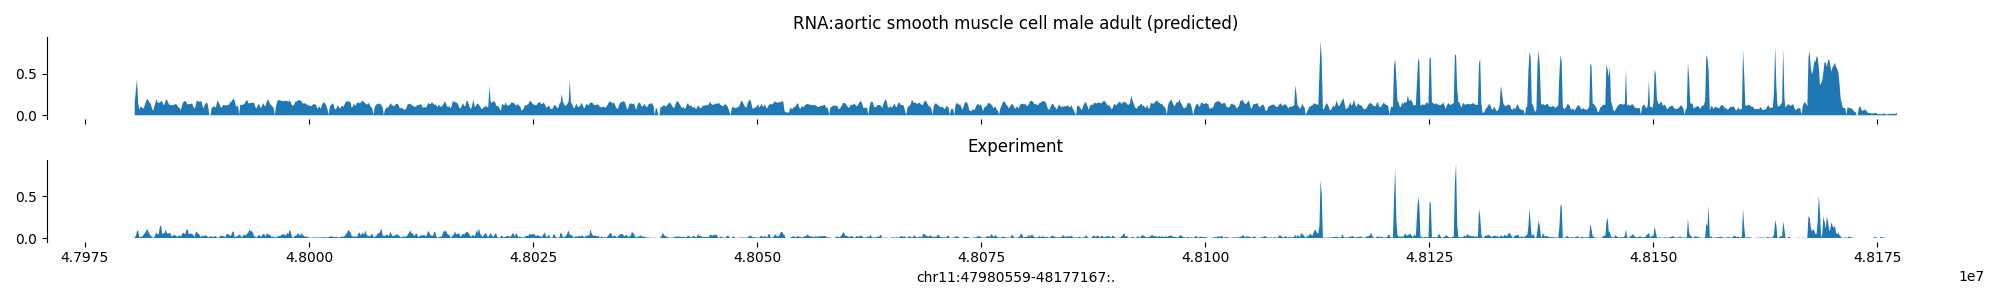 RNA:aortic smooth muscle cell male adult (predicted)
0.5
0.0
Experiment
0.5
0.0
4.7975 4.8000 4.8025 4.8050 4.8075 4.8100 4.8125 4.8150 4.8175
chr11:47980559-48177167:.
1e7